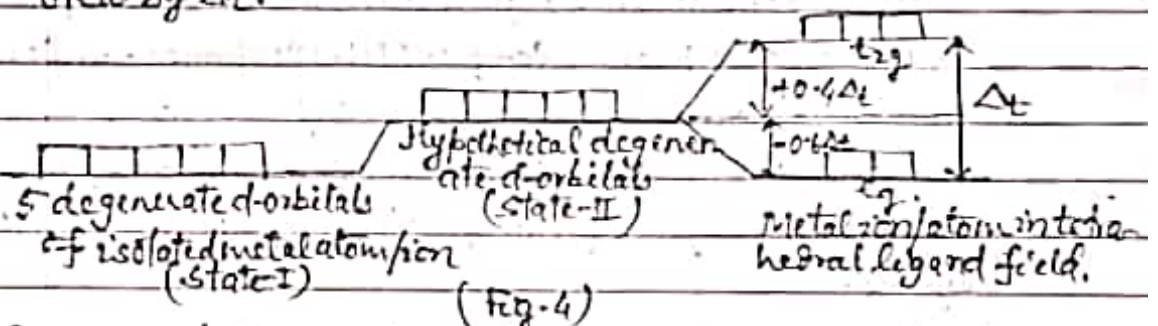 t2g
+0.4Δt
Δt
Hypothetical degener-
ate d-orbitals
(State-II)
-0.6Δt
eg
5 degenerate d-orbitals
of isolated metal atom/ion
(State-I)
Metal ion/atom in tetra-
hedral ligand field.
(Fig.4)